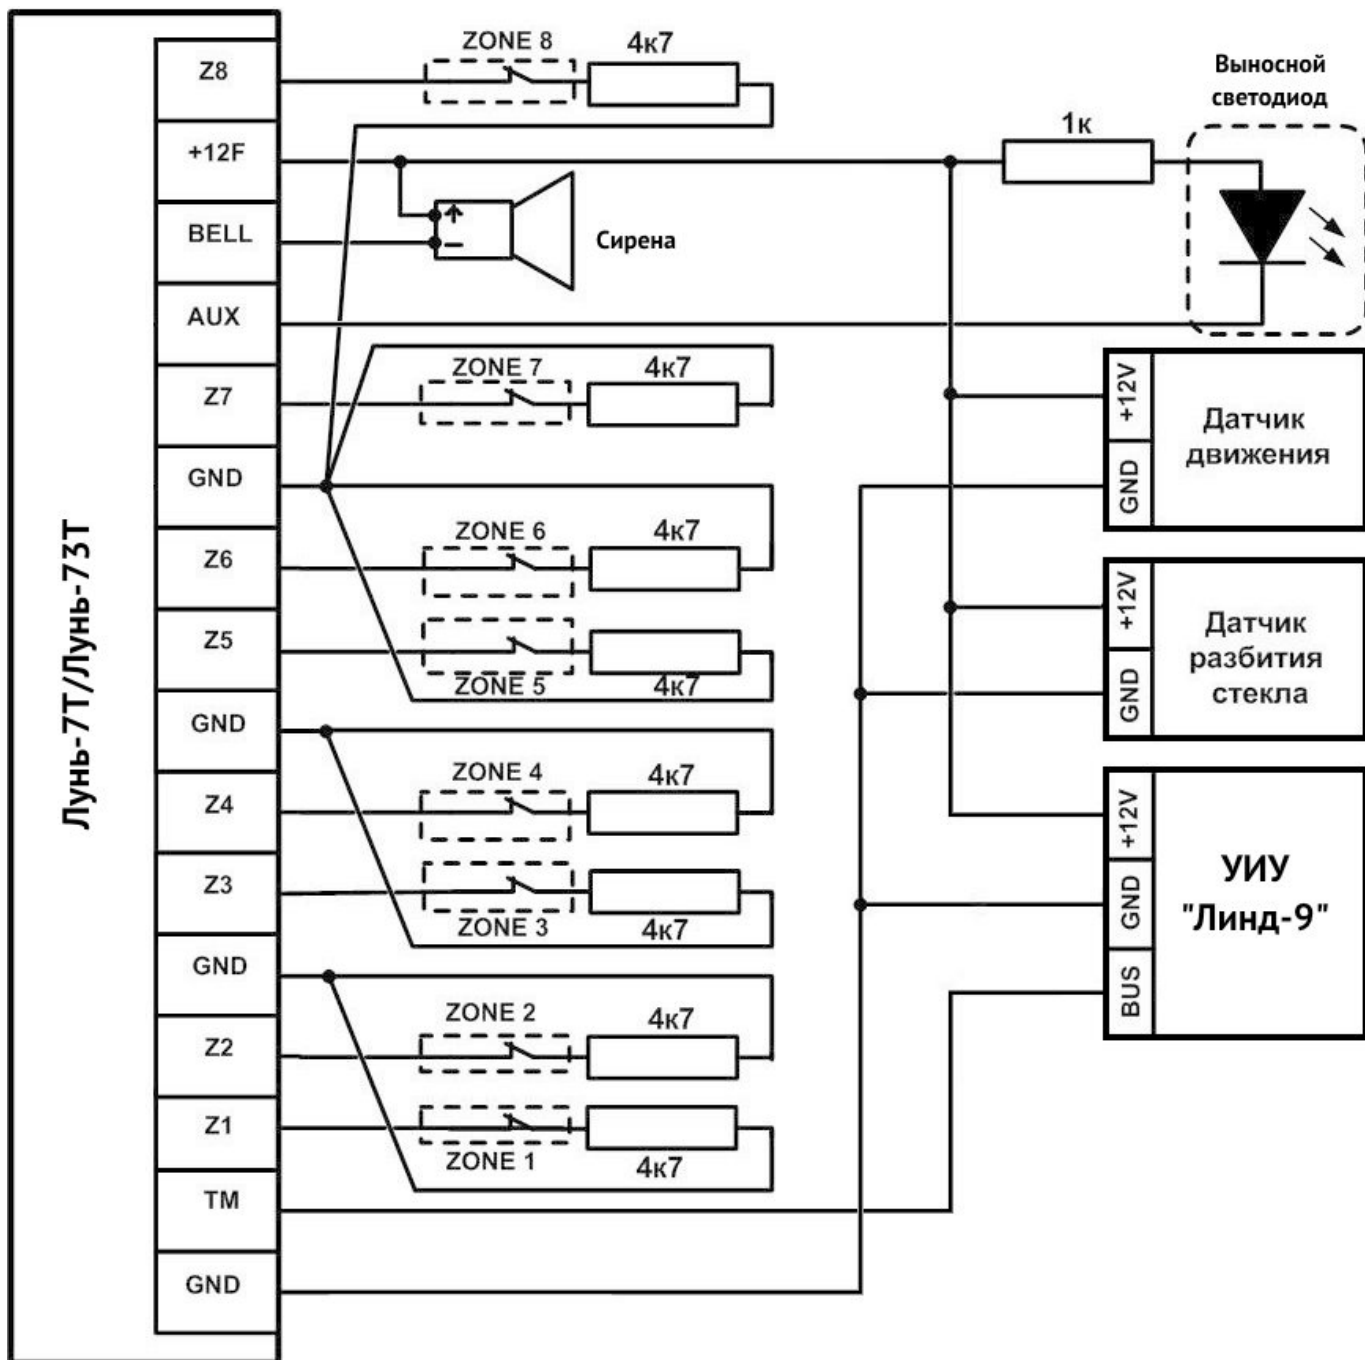 Лунь-7Т/Лунь-73Т
Z8
+12F
BELL
AUX
Z7
GND
Z6
Z5
GND
Z4
Z3
GND
Z2
Z1
TM
GND
ZONE 8
4к7
Сирена
+
−
1к
Выносной
светодиод
ZONE 7
4к7
ZONE 6
4к7
ZONE 5
4к7
ZONE 4
4к7
ZONE 3
4к7
ZONE 2
4к7
ZONE 1
4к7
+12V
GND
Датчик
движения
+12V
GND
Датчик
разбития
стекла
+12V
GND
BUS
УИУ
"Линд-9"